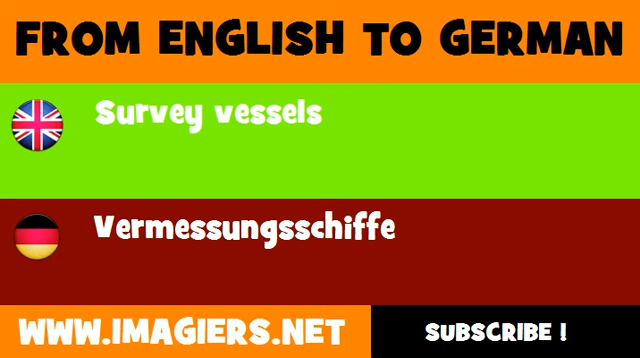 FROM ENGLISH TO GERMAN
Survey vessels
Vermessungsschiffe
WWW.IMAGIERS.NET
SUBSCRIBE !